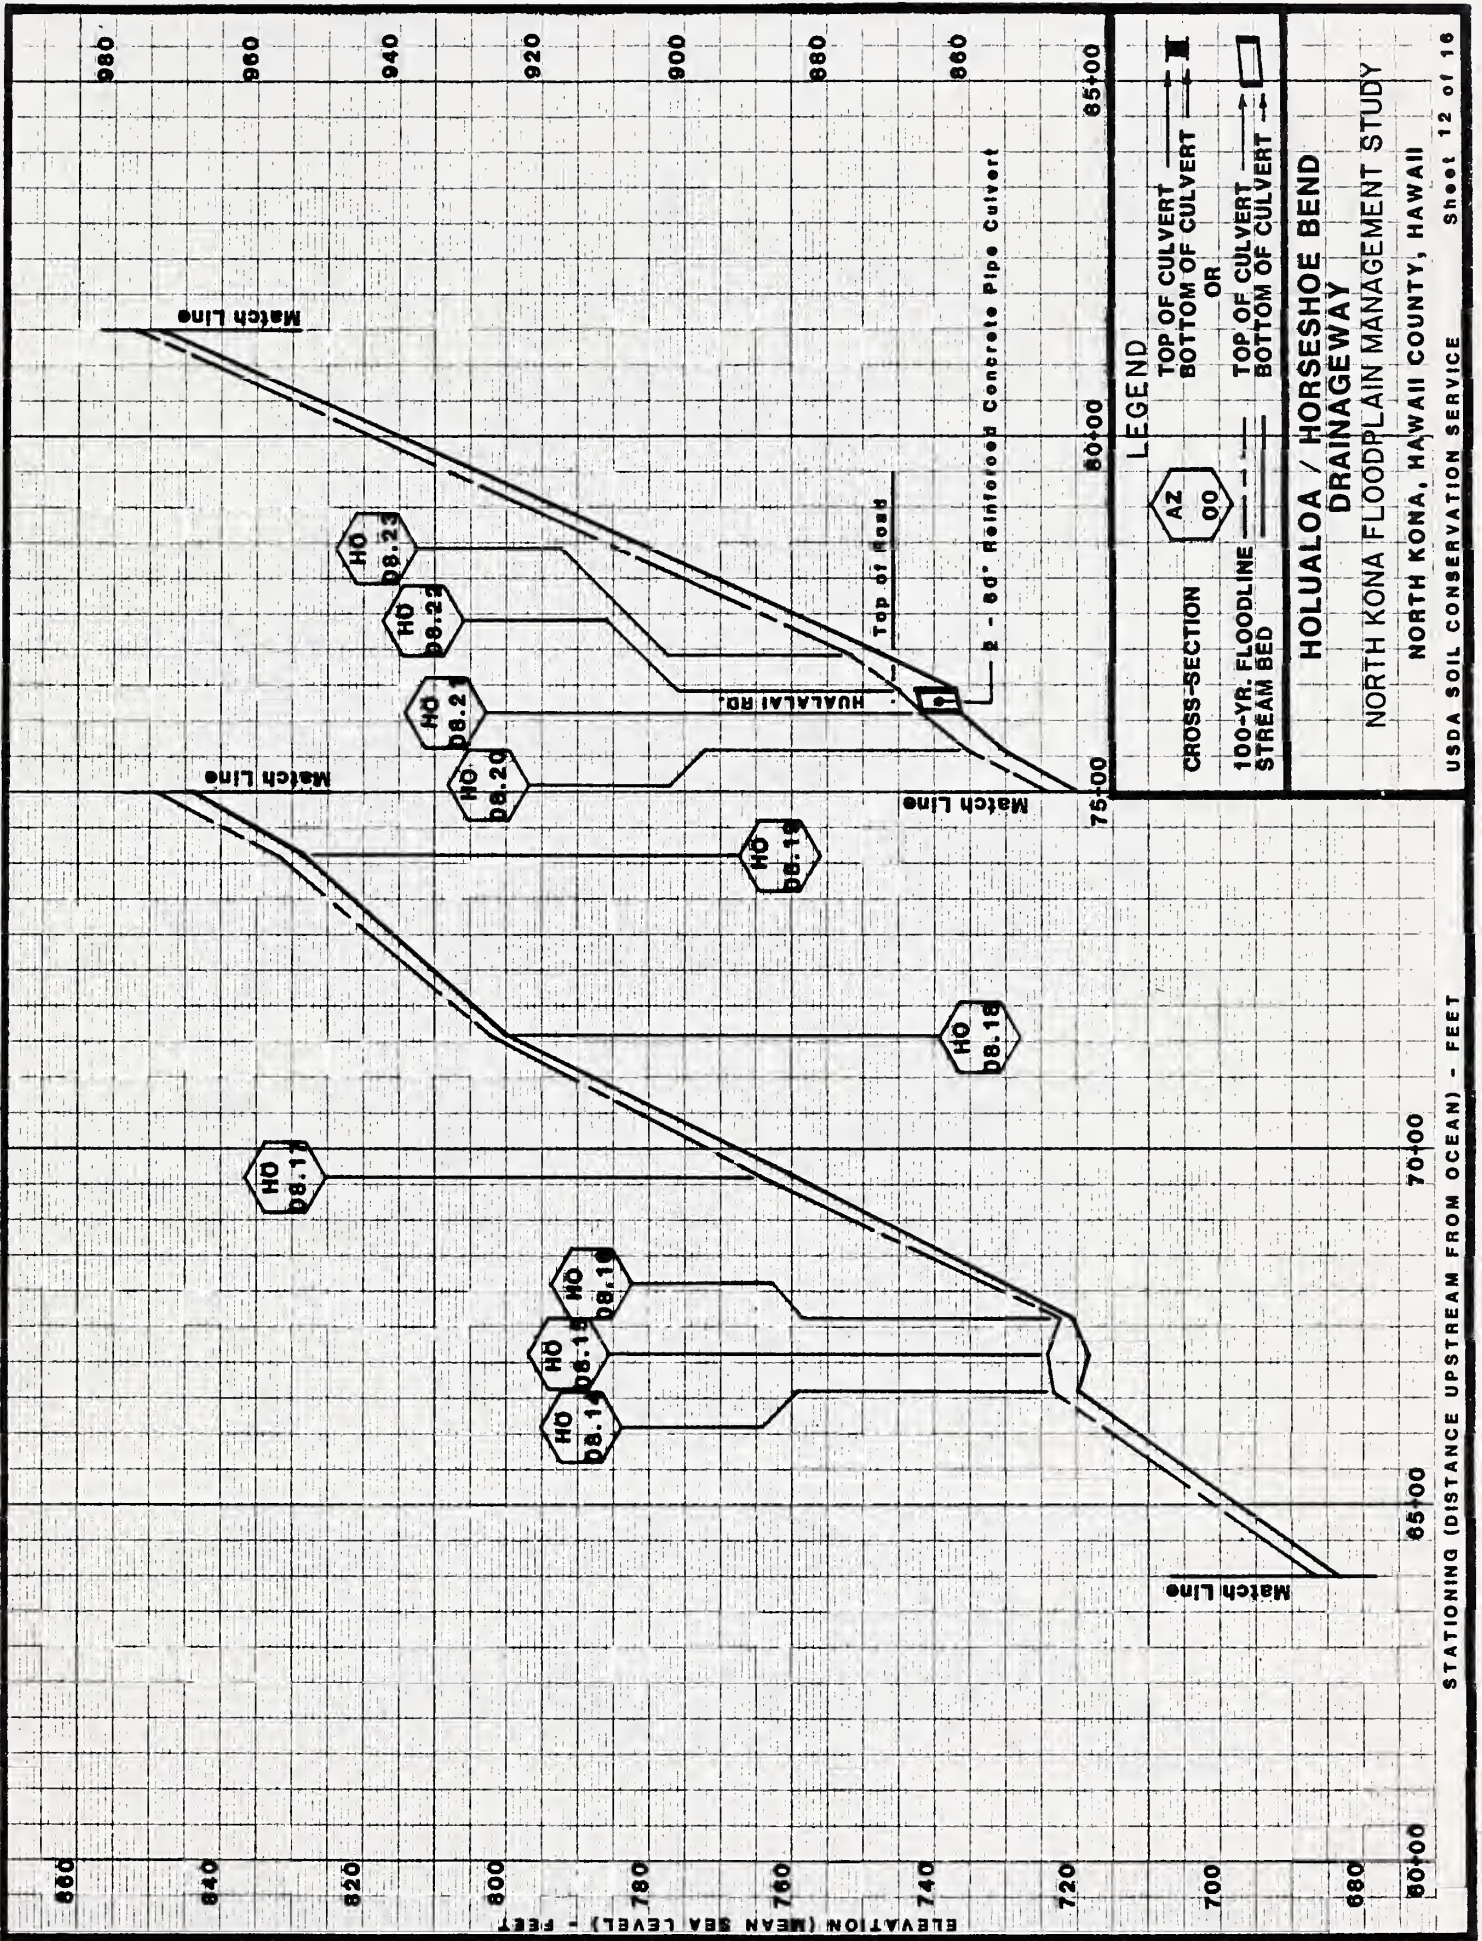 ELEVATION (MEAN SEA LEVEL) - FEET
860
840
820
800
780
760
740
720
700
680
980
960
940
920
900
880
860
60+00
65+00
70+00
75+00
80+00
85+00
STATIONING (DISTANCE UPSTREAM FROM OCEAN) - FEET
Match Line
HO
08.14
HO
08.15
HO
08.16
HO
08.17
HO
08.18
HO
08.19
Match Line
Match Line
HO
08.20
HO
08.21
HO
08.22
HO
08.23
HUALALAI RD.
Top of Road
2 - 60" Reinforced Concrete Pipe Culvert
Match Line
LEGEND
CROSS-SECTION
AZ
00
TOP OF CULVERT
BOTTOM OF CULVERT
OR
100-YR. FLOODLINE
STREAM BED
TOP OF CULVERT
BOTTOM OF CULVERT
HOLUALOA / HORSESHOE BEND
DRAINAGEWAY
NORTH KONA FLOODPLAIN MANAGEMENT STUDY
NORTH KONA, HAWAII COUNTY, HAWAII
USDA SOIL CONSERVATION SERVICE
Sheet 12 of 16